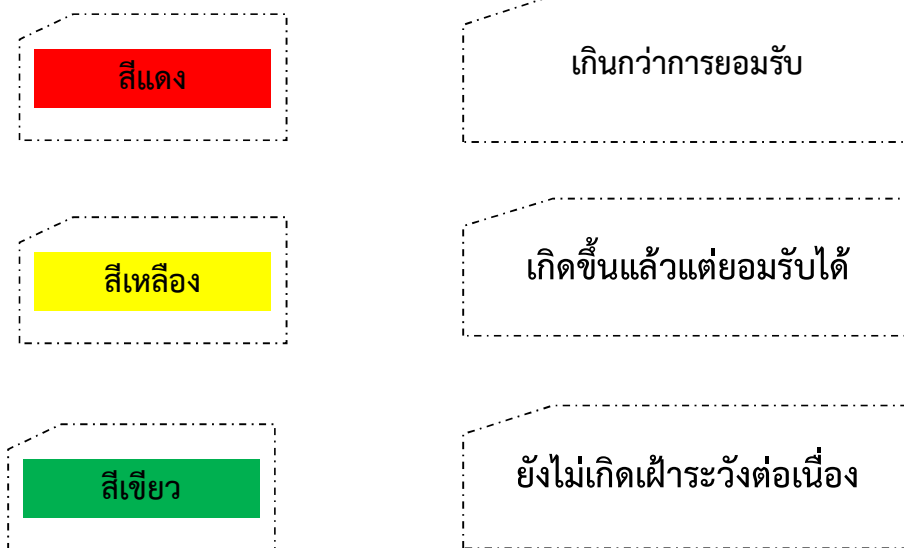 สีแดง
เกินกว่าการยอมรับ
สีเหลือง
เกิดขึ้นแล้วแต่ยอมรับได้
สีเขียว
ยังไม่เกิดเฝ้าระวังต่อเนื่อง